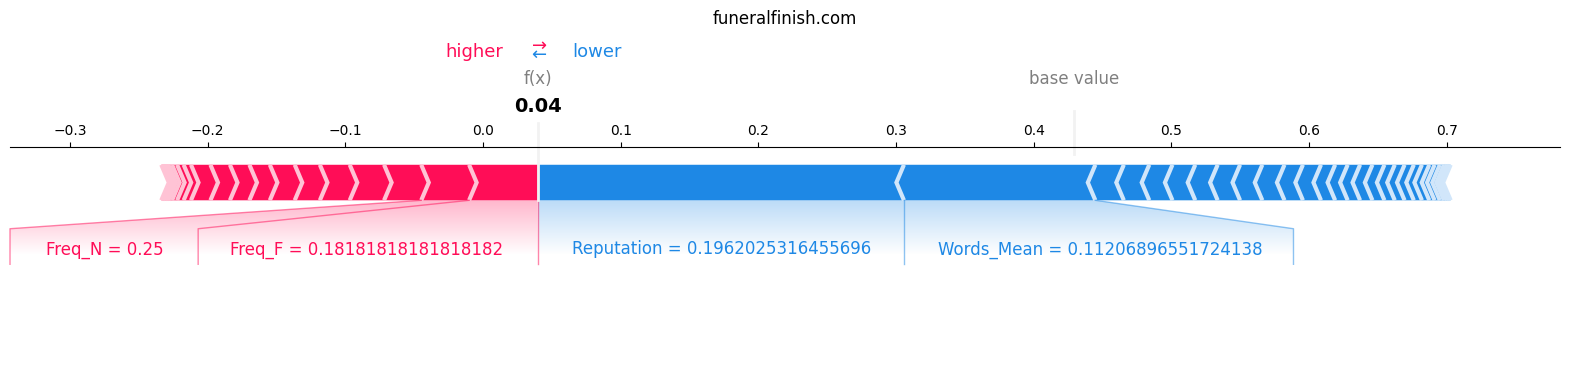 funeralfinish.com
higher → ← lower
f(x) base value
0.04
−0.3 −0.2 −0.1 0.0 0.1 0.2 0.3 0.4 0.5 0.6 0.7
Freq_N = 0.25 Freq_F = 0.18181818181818182 Reputation = 0.1962025316455696 Words_Mean = 0.11206896551724138